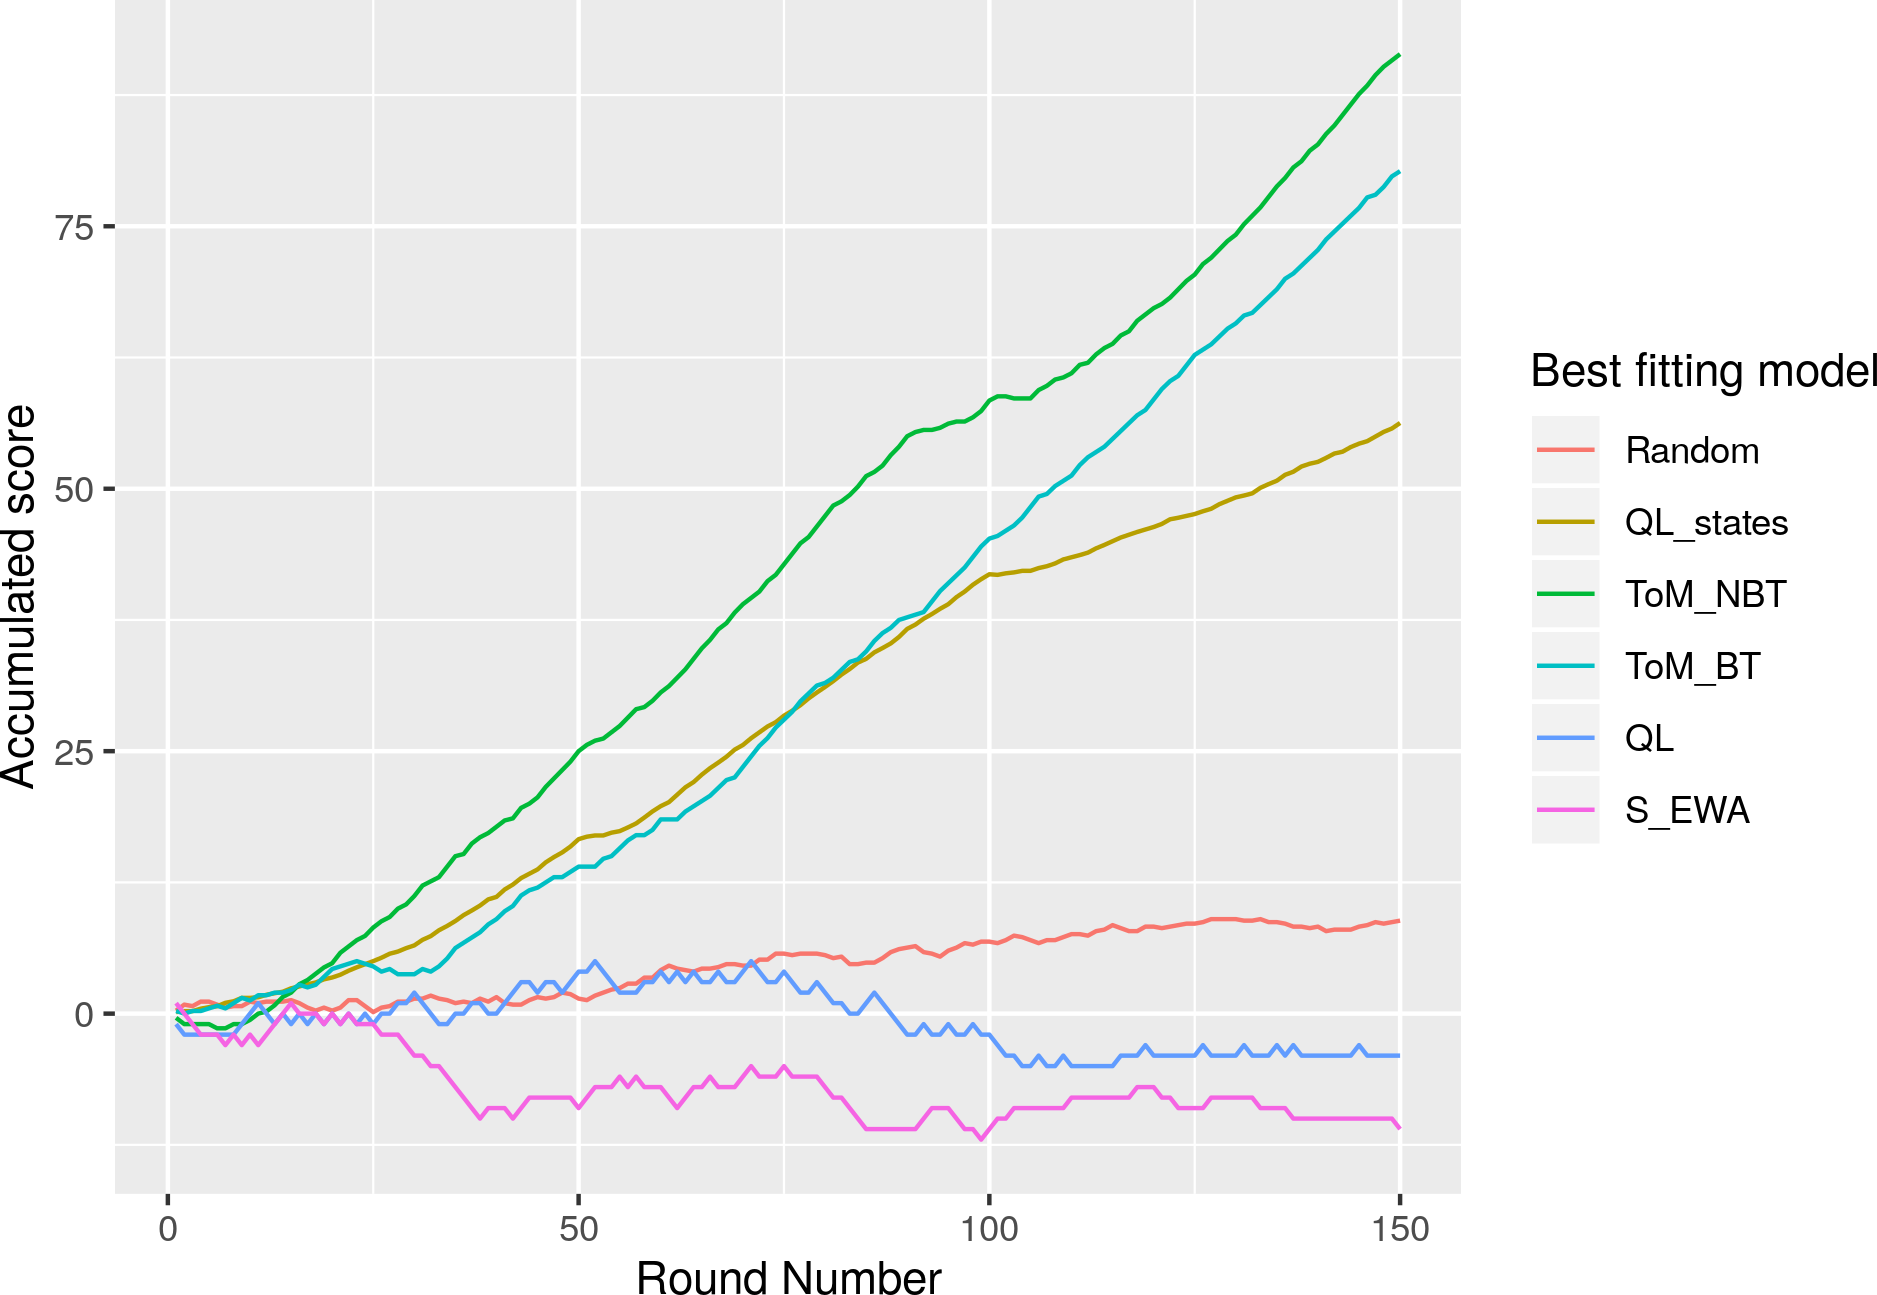 Accumulated score
75
50
25
0
0 50 100 150
Round Number
Best fitting model
Random
QL_states
ToM_NBT
ToM_BT
QL
S_EWA